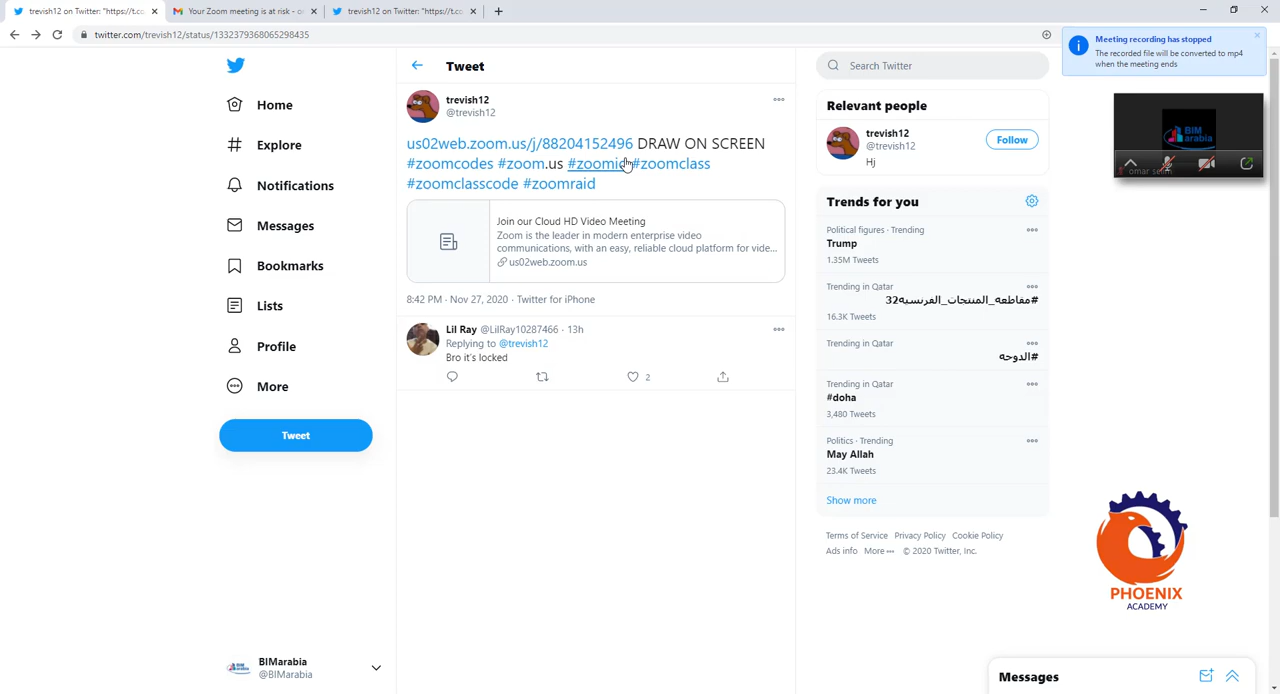 trevish12 on Twitter: "https://t.co
Your Zoom meeting is at risk - o
trevish12 on Twitter: "https://t.co
twitter.com/trevish12/status/1332379368065298435
Meeting recording has stopped
The recorded file will be converted to mp4
when the meeting ends
omar selim
BIM
arabia
Home
Explore
Notifications
Messages
Bookmarks
Lists
Profile
More
Tweet
BIMarabia
@BIMarabia
Tweet
trevish12
@trevish12
us02web.zoom.us/j/88204152496 DRAW ON SCREEN
#zoomcodes #zoom.us #zoomid #zoomclass
#zoomclasscode #zoomraid
Join our Cloud HD Video Meeting
Zoom is the leader in modern enterprise video
communications, with an easy, reliable cloud platform for vide...
us02web.zoom.us
8:42 PM · Nov 27, 2020 · Twitter for iPhone
Lil Ray @LilRay10287466 · 13h
Replying to @trevish12
Bro it's locked
2
Search Twitter
Relevant people
trevish12
@trevish12
Follow
Hj
Trends for you
Political figures · Trending
Trump
1.35M Tweets
Trending in Qatar
#مقاطعه_المنتجات_الفرنسيه32
16.3K Tweets
Trending in Qatar
#الدوحه
Trending in Qatar
#doha
3,480 Tweets
Politics · Trending
May Allah
23.4K Tweets
Show more
Terms of Service Privacy Policy Cookie Policy
Ads info More © 2020 Twitter, Inc.
PHOENIX
ACADEMY
Messages